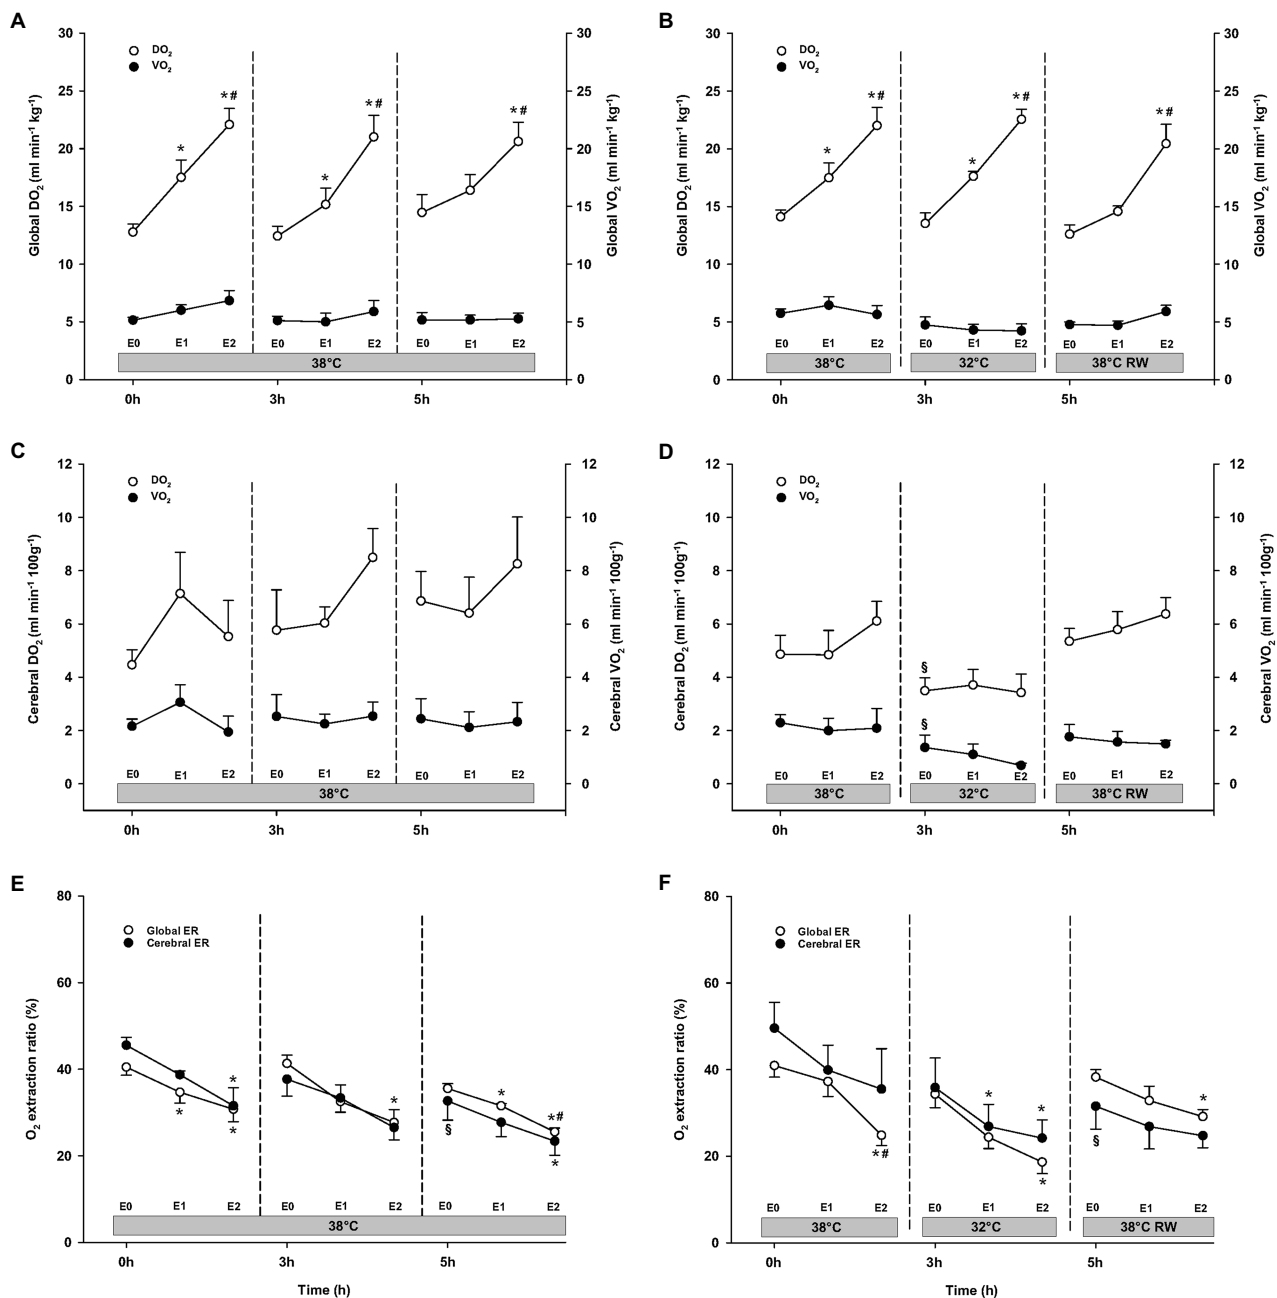 A
30
25
20
15
10
5
0
Global DO2 (ml min-1 kg-1)
DO2
VO2
*
*#
*
*#
*#
E0 E1 E2 E0 E1 E2 E0 E1 E2
38°C
0h 3h 5h
30
25
20
15
10
5
0
Global VO2 (ml min-1 kg-1)
B
30
25
20
15
10
5
0
Global DO2 (ml min-1 kg-1)
DO2
VO2
*
*#
*
*#
*#
E0 E1 E2 E0 E1 E2 E0 E1 E2
38°C 32°C 38°C RW
0h 3h 5h
30
25
20
15
10
5
0
Global VO2 (ml min-1 kg-1)
C
12
10
8
6
4
2
0
Cerebral DO2 (ml min-1 100g-1)
DO2
VO2
E0 E1 E2 E0 E1 E2 E0 E1 E2
38°C
0h 3h 5h
12
10
8
6
4
2
0
Cerebral VO2 (ml min-1 100g-1)
D
12
10
8
6
4
2
0
Cerebral DO2 (ml min-1 100g-1)
DO2
VO2
§
§
E0 E1 E2 E0 E1 E2 E0 E1 E2
38°C 32°C 38°C RW
0h 3h 5h
12
10
8
6
4
2
0
Cerebral VO2 (ml min-1 100g-1)
E
80
60
40
20
0
O2 extraction ratio (%)
Global ER
Cerebral ER
*
*
*
*
§
*
*#
*
E0 E1 E2 E0 E1 E2 E0 E1 E2
38°C
0h 3h 5h
Time (h)
F
80
60
40
20
0
O2 extraction ratio (%)
Global ER
Cerebral ER
*#
*
*
*
§
*
E0 E1 E2 E0 E1 E2 E0 E1 E2
38°C 32°C 38°C RW
0h 3h 5h
Time (h)